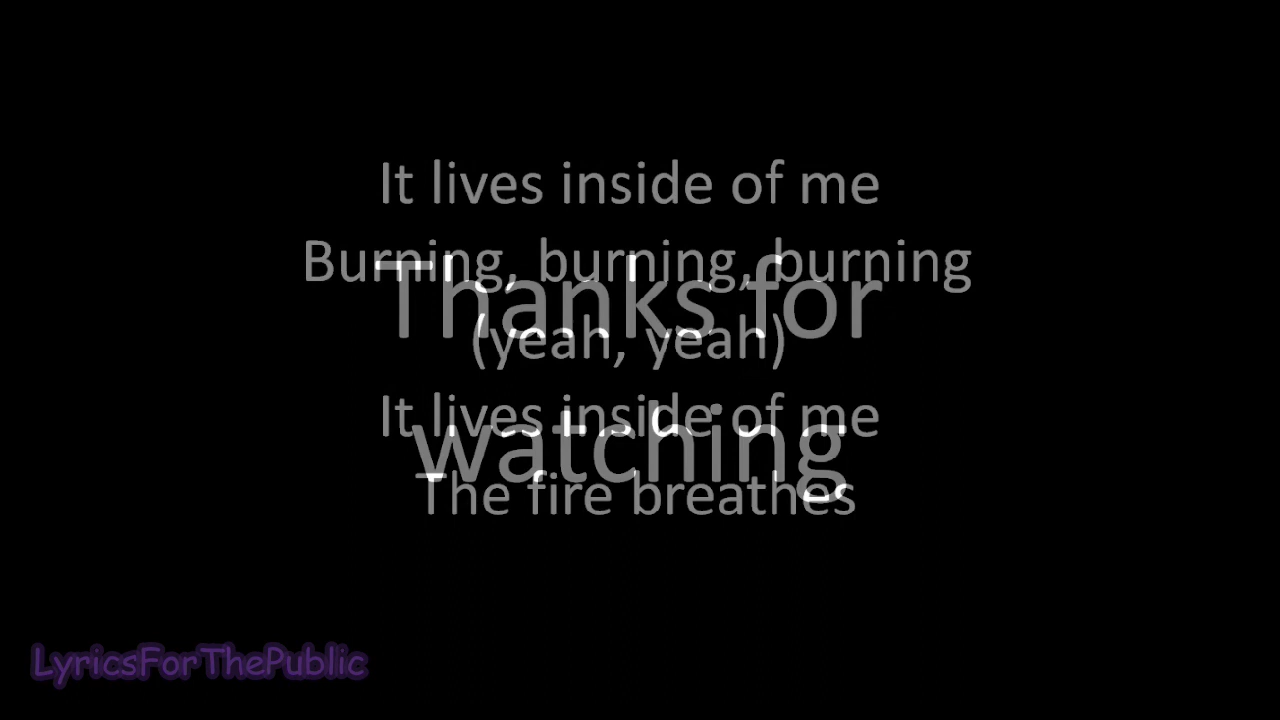 It lives inside of me
Burning, burning, burning
Thanks for
(yeah, yeah)
It lives inside of me
watching
The fire breathes
LyricsForThePublic